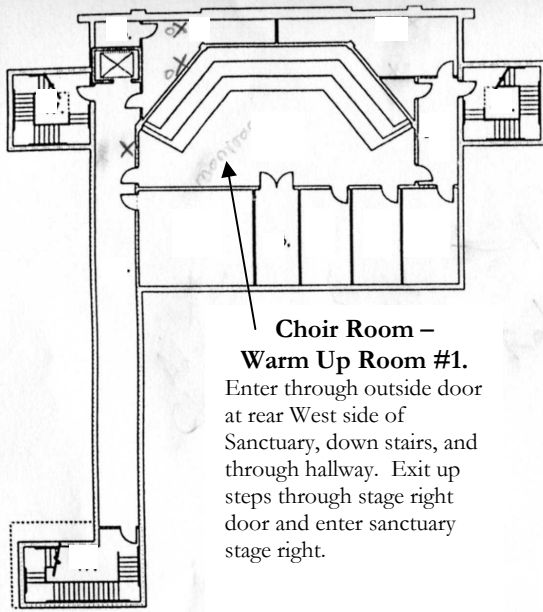 Choir Room –
Warm Up Room #1.
Enter through outside door
at rear West side of
Sanctuary, down stairs, and
through hallway.  Exit up
steps through stage right
door and enter sanctuary
stage right.